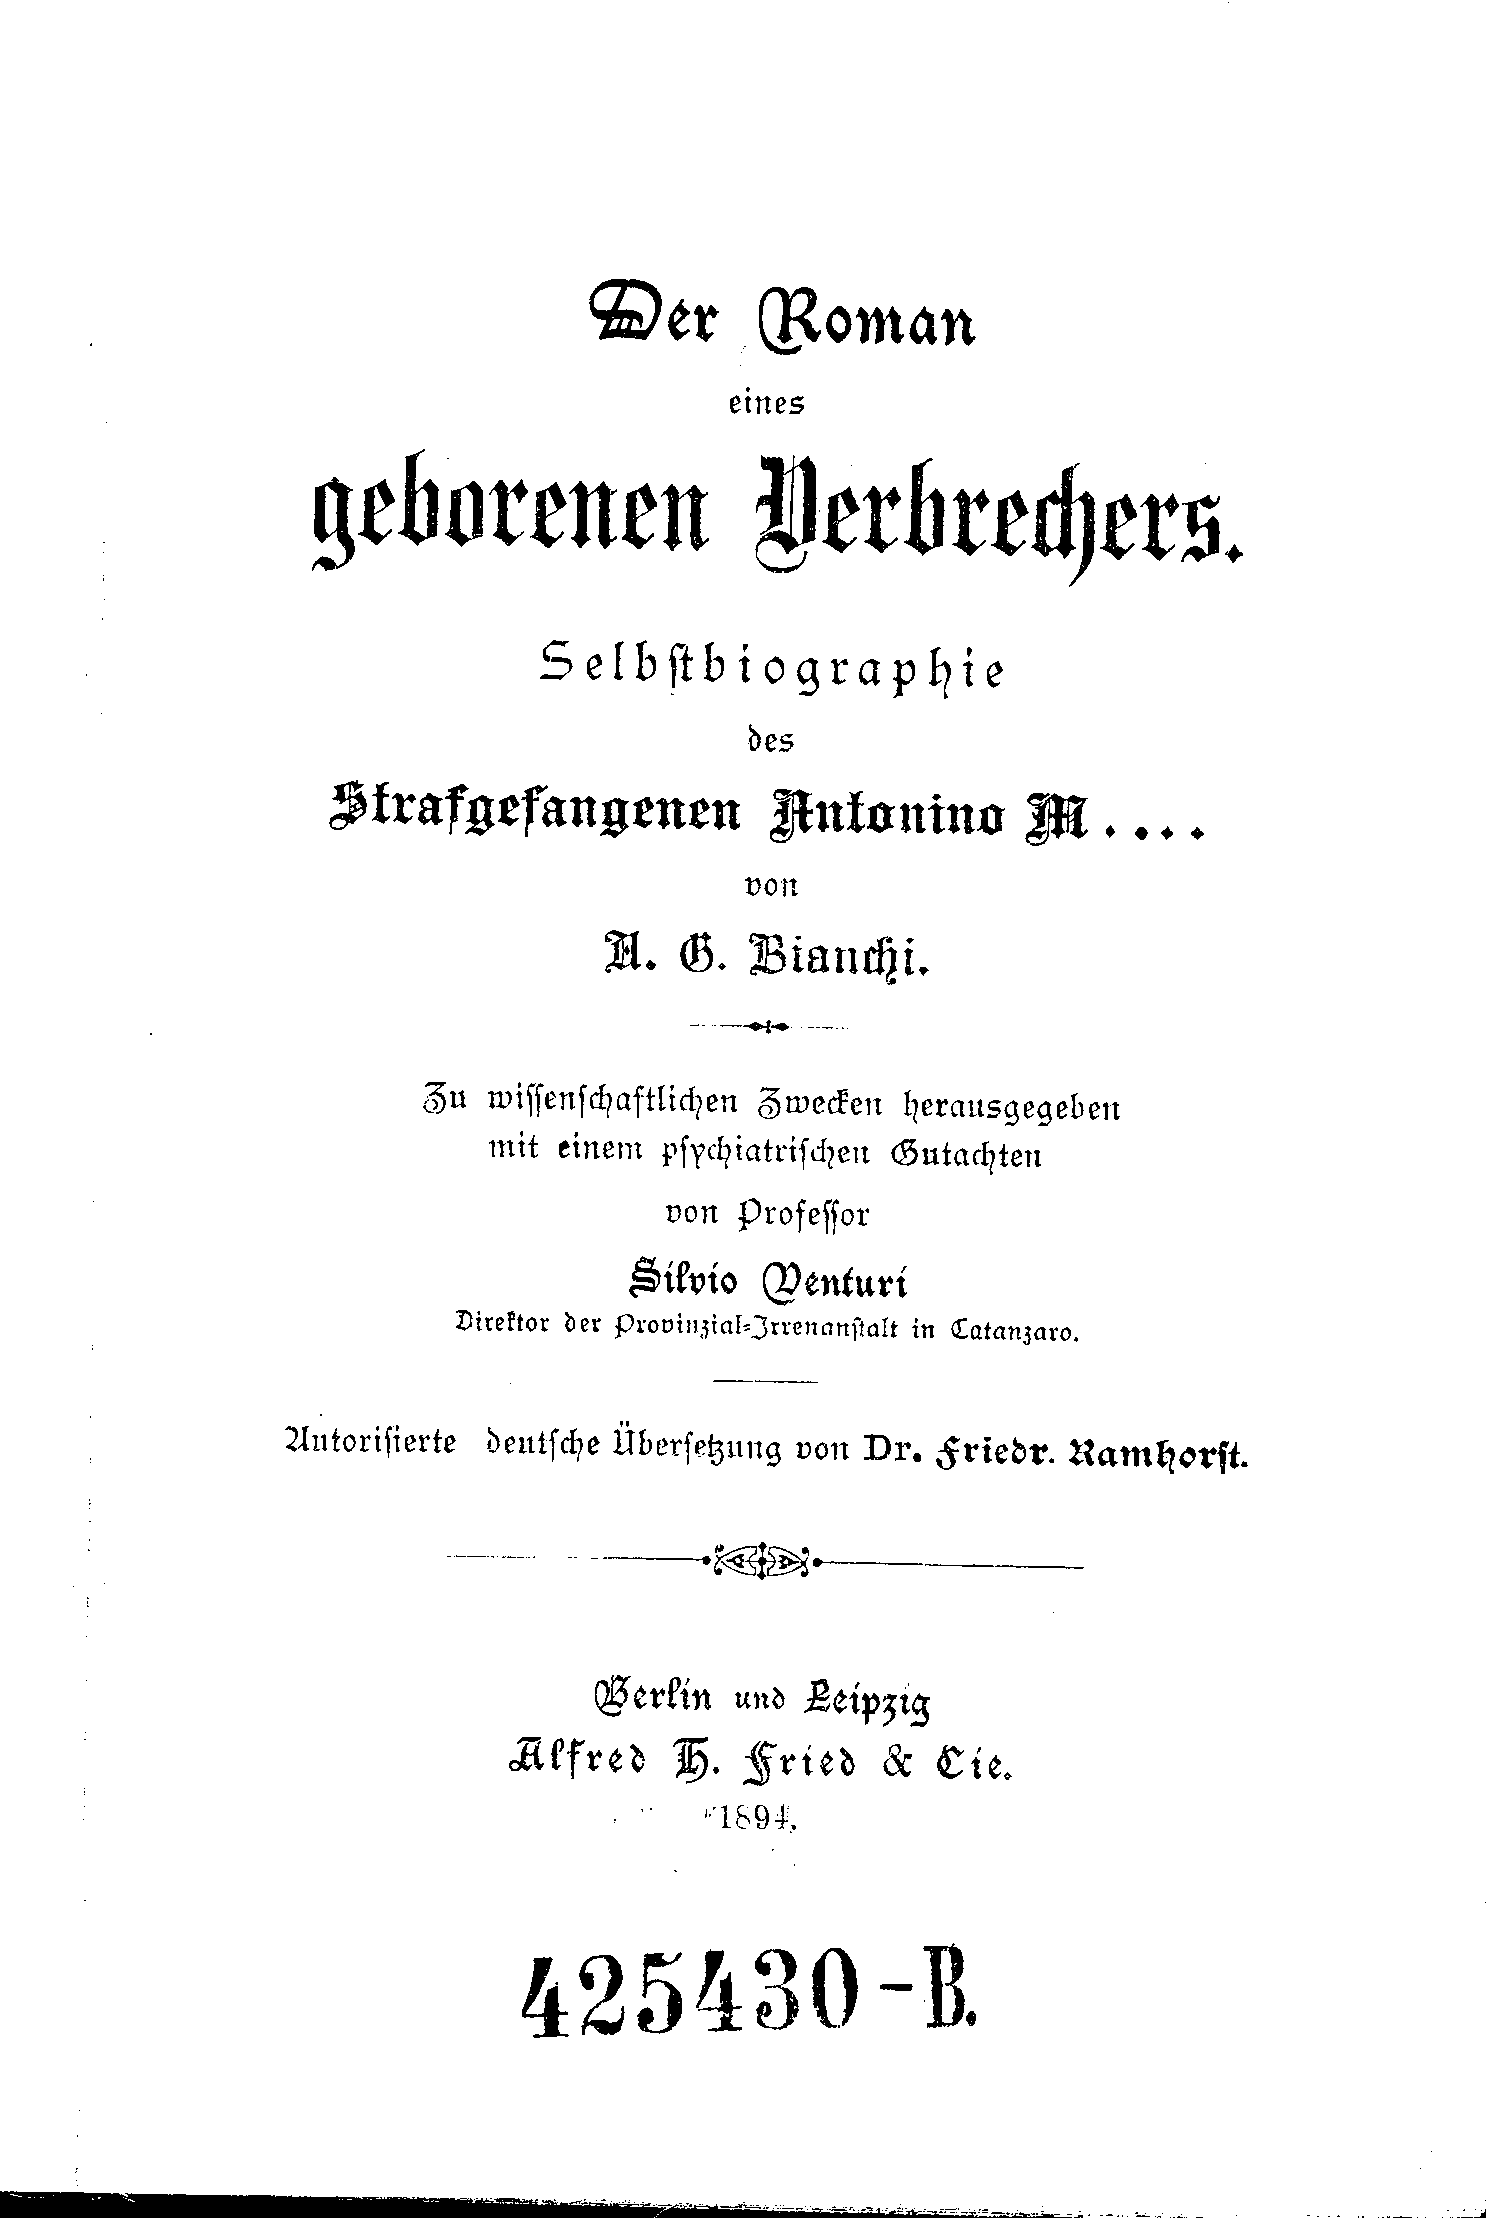 Der Roman
eines
geborenen Verbrechers.
Selbstbiographie
des
Strafgefangenen Antonino M....
von
A. G. Bianchi.
Zu wissenschaftlichen Zwecken herausgegeben
mit einem psychiatrischen Gutachten
von Professor
Silvio Venturi
Direktor der Provinzial-Irrenanstalt in Catanzaro.
Autorisierte deutsche Übersetzung von Dr. Friedr. Ramhorst.
Berlin und Leipzig
Alfred H. Fried & Cie.
1894.
425430-B.